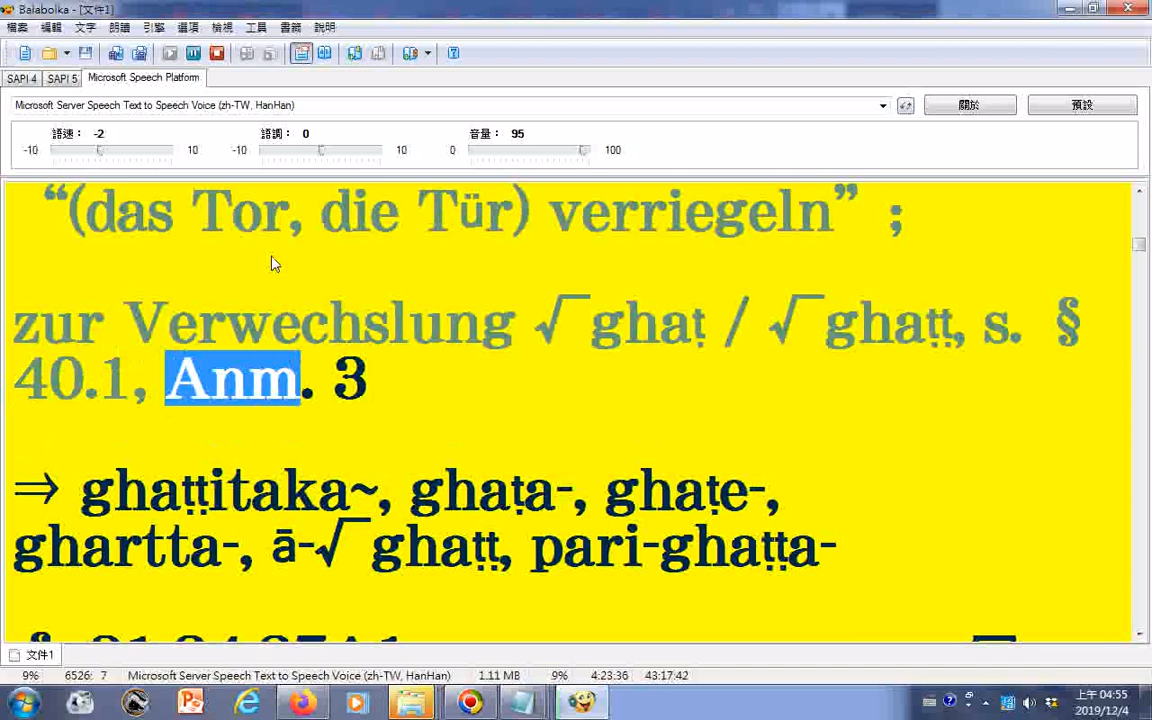 Balabolka - [文件1]
檔案 編輯 文字 朗讀 引擎 選項 檢視 工具 書籤 說明
SAPI 4 SAPI 5 Microsoft Speech Platform
Microsoft Server Speech Text to Speech Voice (zh-TW, HanHan) 關於 預設
語速： -2 語調： 0 音量： 95
-10 10 -10 10 0 100
“(das Tor, die Tür) verriegeln” ;
zur Verwechslung √ghaṭ / √ghaṭṭ, s. §
40.1, Anm. 3
⇒ ghaṭṭitaka~, ghaṭa-, ghaṭe-,
ghartta-, ā-√ghaṭṭ, pari-ghaṭṭa-
文件1
9% 6526: 7 Microsoft Server Speech Text to Speech Voice (zh-TW, HanHan) 1.11 MB 9% 4:23:36 43:17:42
上午 04:55
2019/12/4